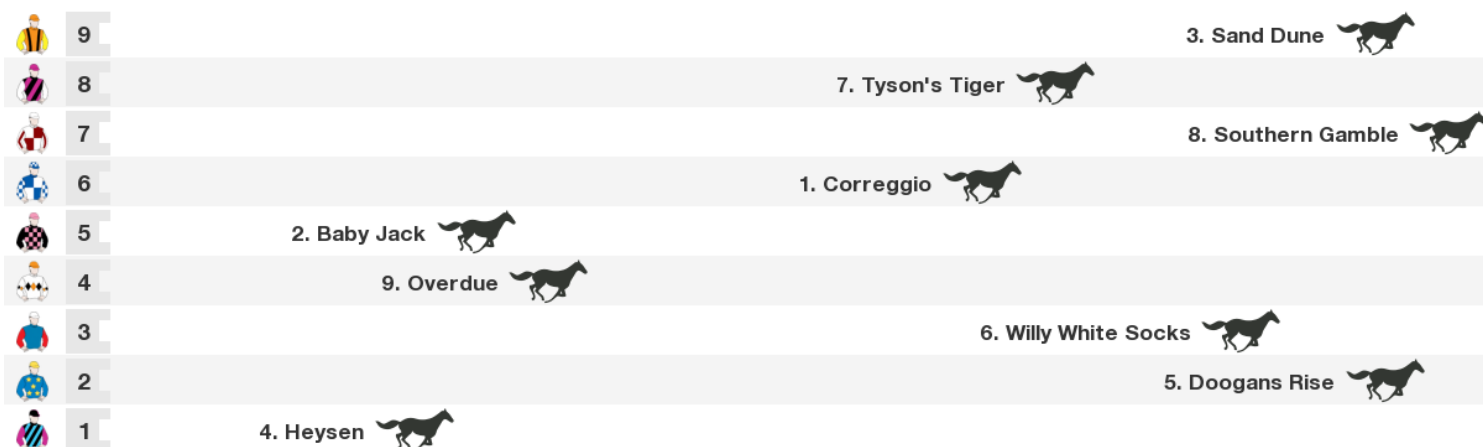 9 3. Sand Dune
8 7. Tyson's Tiger
7 8. Southern Gamble
6 1. Correggio
5 2. Baby Jack
4 9. Overdue
3 6. Willy White Socks
2 5. Doogans Rise
1 4. Heysen